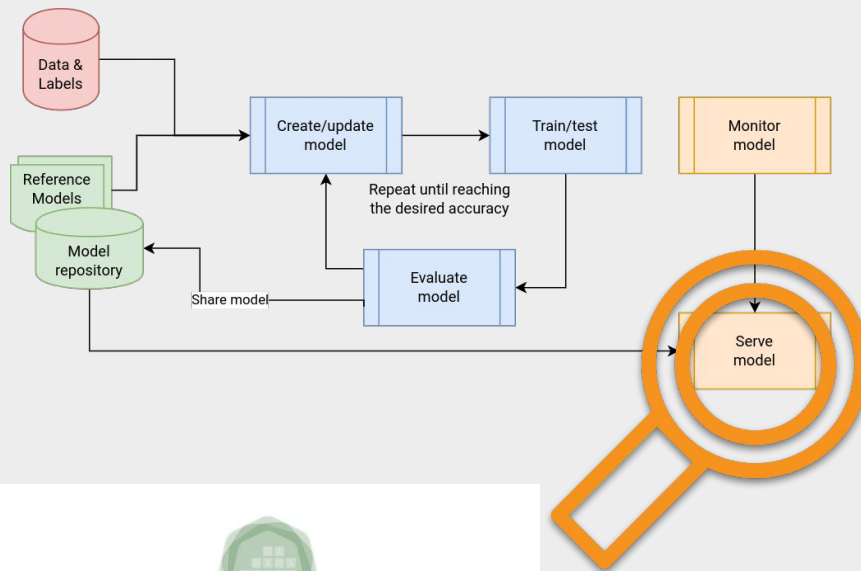 Data &
Labels
Create/update
model
Train/test
model
Monitor
model
Reference
Models
Repeat until reaching
the desired accuracy
Model
repository
Share model
Evaluate
model
Serve
model